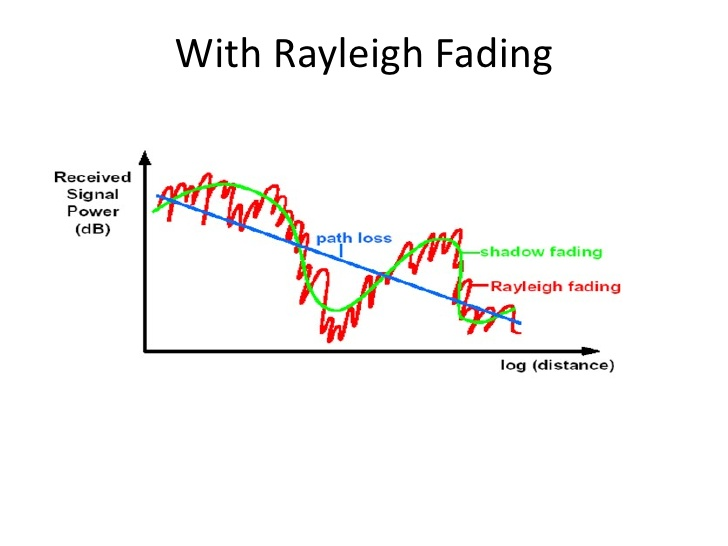 With Rayleigh Fading
Received
Signal
Power
(dB)
path loss
shadow fading
Rayleigh fading
log (distance)